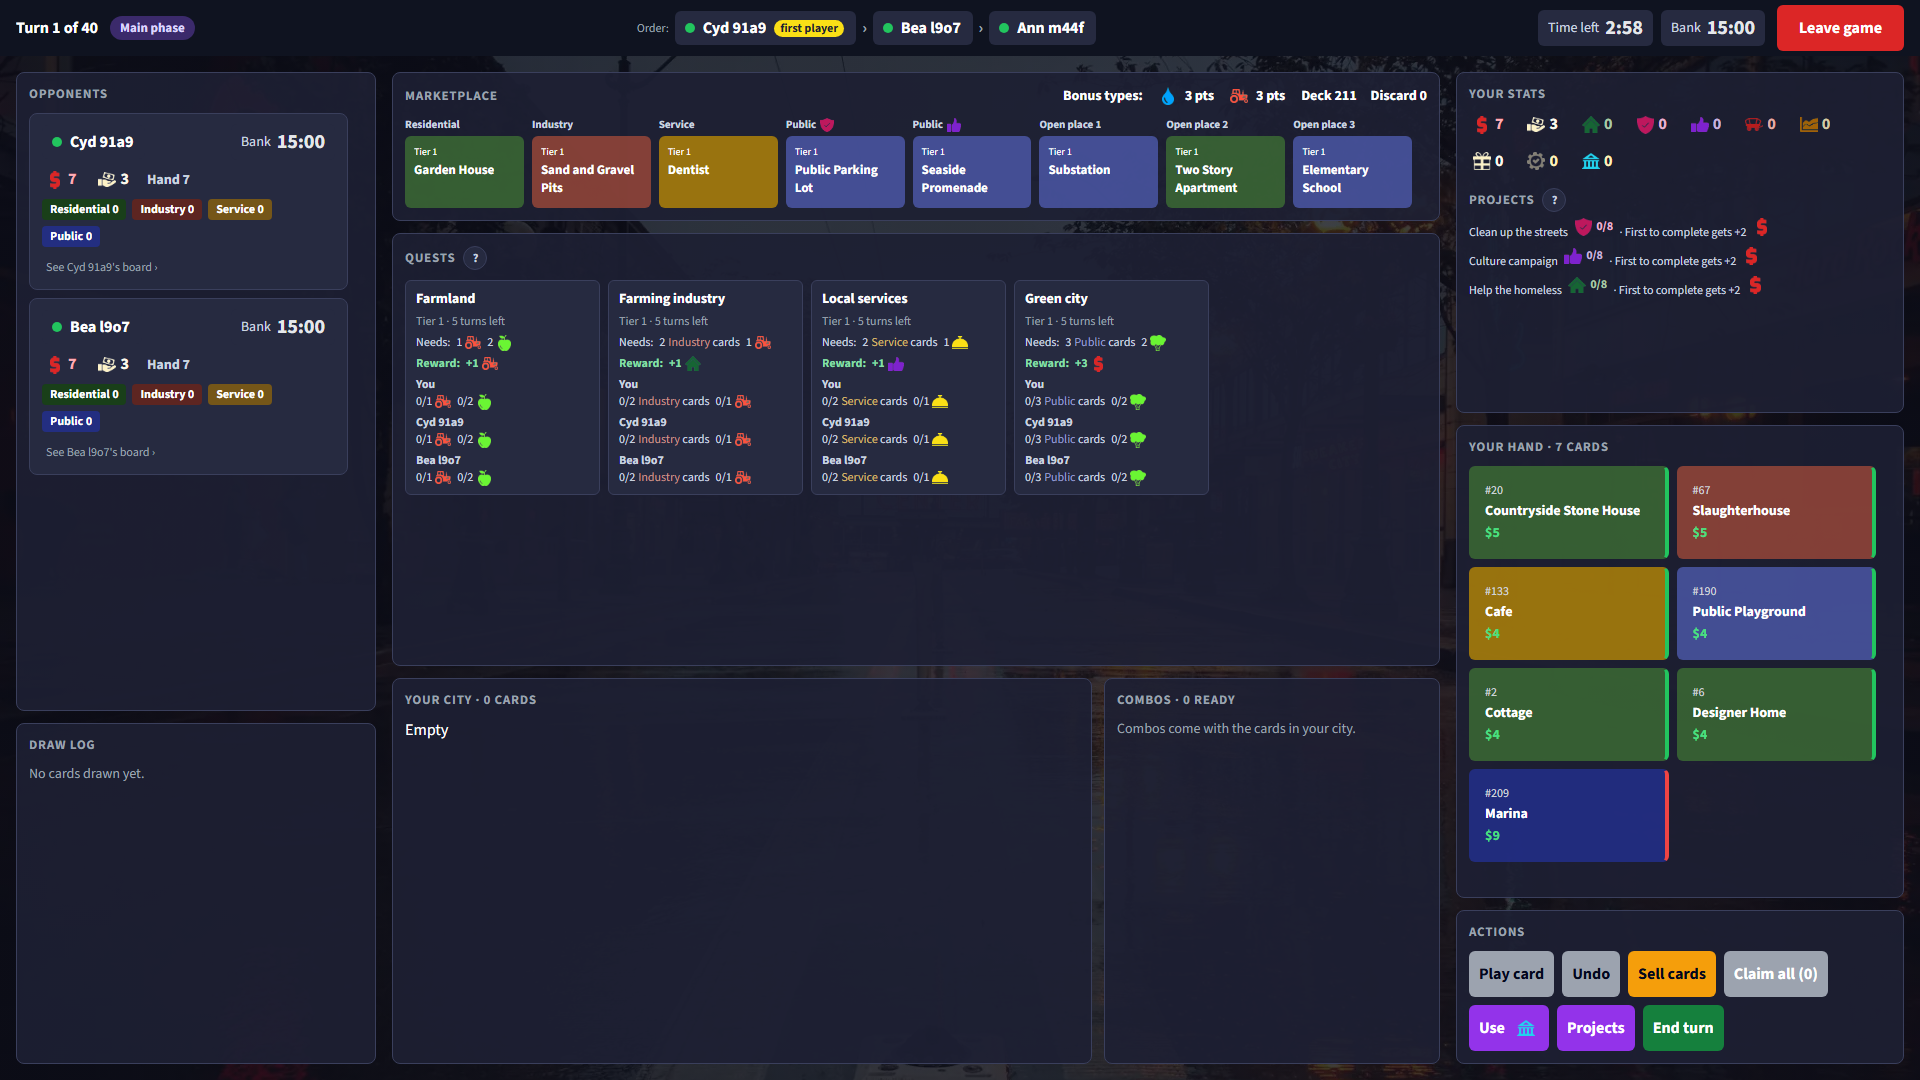 Turn 1 of 40 Main phase
Order: Cyd 91a9 first player › Bea l9o7 › Ann m44f
Time left 2:58 Bank 15:00 Leave game
OPPONENTS
Cyd 91a9 Bank 15:00
7 3 Hand 7
Residential 0 Industry 0 Service 0
Public 0
See Cyd 91a9's board ›
Bea l9o7 Bank 15:00
7 3 Hand 7
Residential 0 Industry 0 Service 0
Public 0
See Bea l9o7's board ›
DRAW LOG
No cards drawn yet.
MARKETPLACE
Bonus types: 3 pts 3 pts Deck 211 Discard 0
Residential Industry Service Public Public Open place 1 Open place 2 Open place 3
Tier 1
Garden House
Tier 1
Sand and Gravel
Pits
Tier 1
Dentist
Tier 1
Public Parking
Lot
Tier 1
Seaside
Promenade
Tier 1
Substation
Tier 1
Two Story
Apartment
Tier 1
Elementary
School
QUESTS ?
Farmland
Tier 1 · 5 turns left
Needs: 1 2
Reward: +1
You
0/1 0/2
Cyd 91a9
0/1 0/2
Bea l9o7
0/1 0/2
Farming industry
Tier 1 · 5 turns left
Needs: 2 Industry cards 1
Reward: +1
You
0/2 Industry cards 0/1
Cyd 91a9
0/2 Industry cards 0/1
Bea l9o7
0/2 Industry cards 0/1
Local services
Tier 1 · 5 turns left
Needs: 2 Service cards 1
Reward: +1
You
0/2 Service cards 0/1
Cyd 91a9
0/2 Service cards 0/1
Bea l9o7
0/2 Service cards 0/1
Green city
Tier 1 · 5 turns left
Needs: 3 Public cards 2
Reward: +3
You
0/3 Public cards 0/2
Cyd 91a9
0/3 Public cards 0/2
Bea l9o7
0/3 Public cards 0/2
YOUR CITY · 0 CARDS
Empty
COMBOS · 0 READY
Combos come with the cards in your city.
YOUR STATS
7 3 0 0 0 0 0
0 0 0
PROJECTS ?
Clean up the streets 0/8 · First to complete gets +2
Culture campaign 0/8 · First to complete gets +2
Help the homeless 0/8 · First to complete gets +2
YOUR HAND · 7 CARDS
#20
Countryside Stone House
$5
#67
Slaughterhouse
$5
#133
Cafe
$4
#190
Public Playground
$4
#2
Cottage
$4
#6
Designer Home
$4
#209
Marina
$9
ACTIONS
Play card Undo Sell cards Claim all (0)
Use Projects End turn